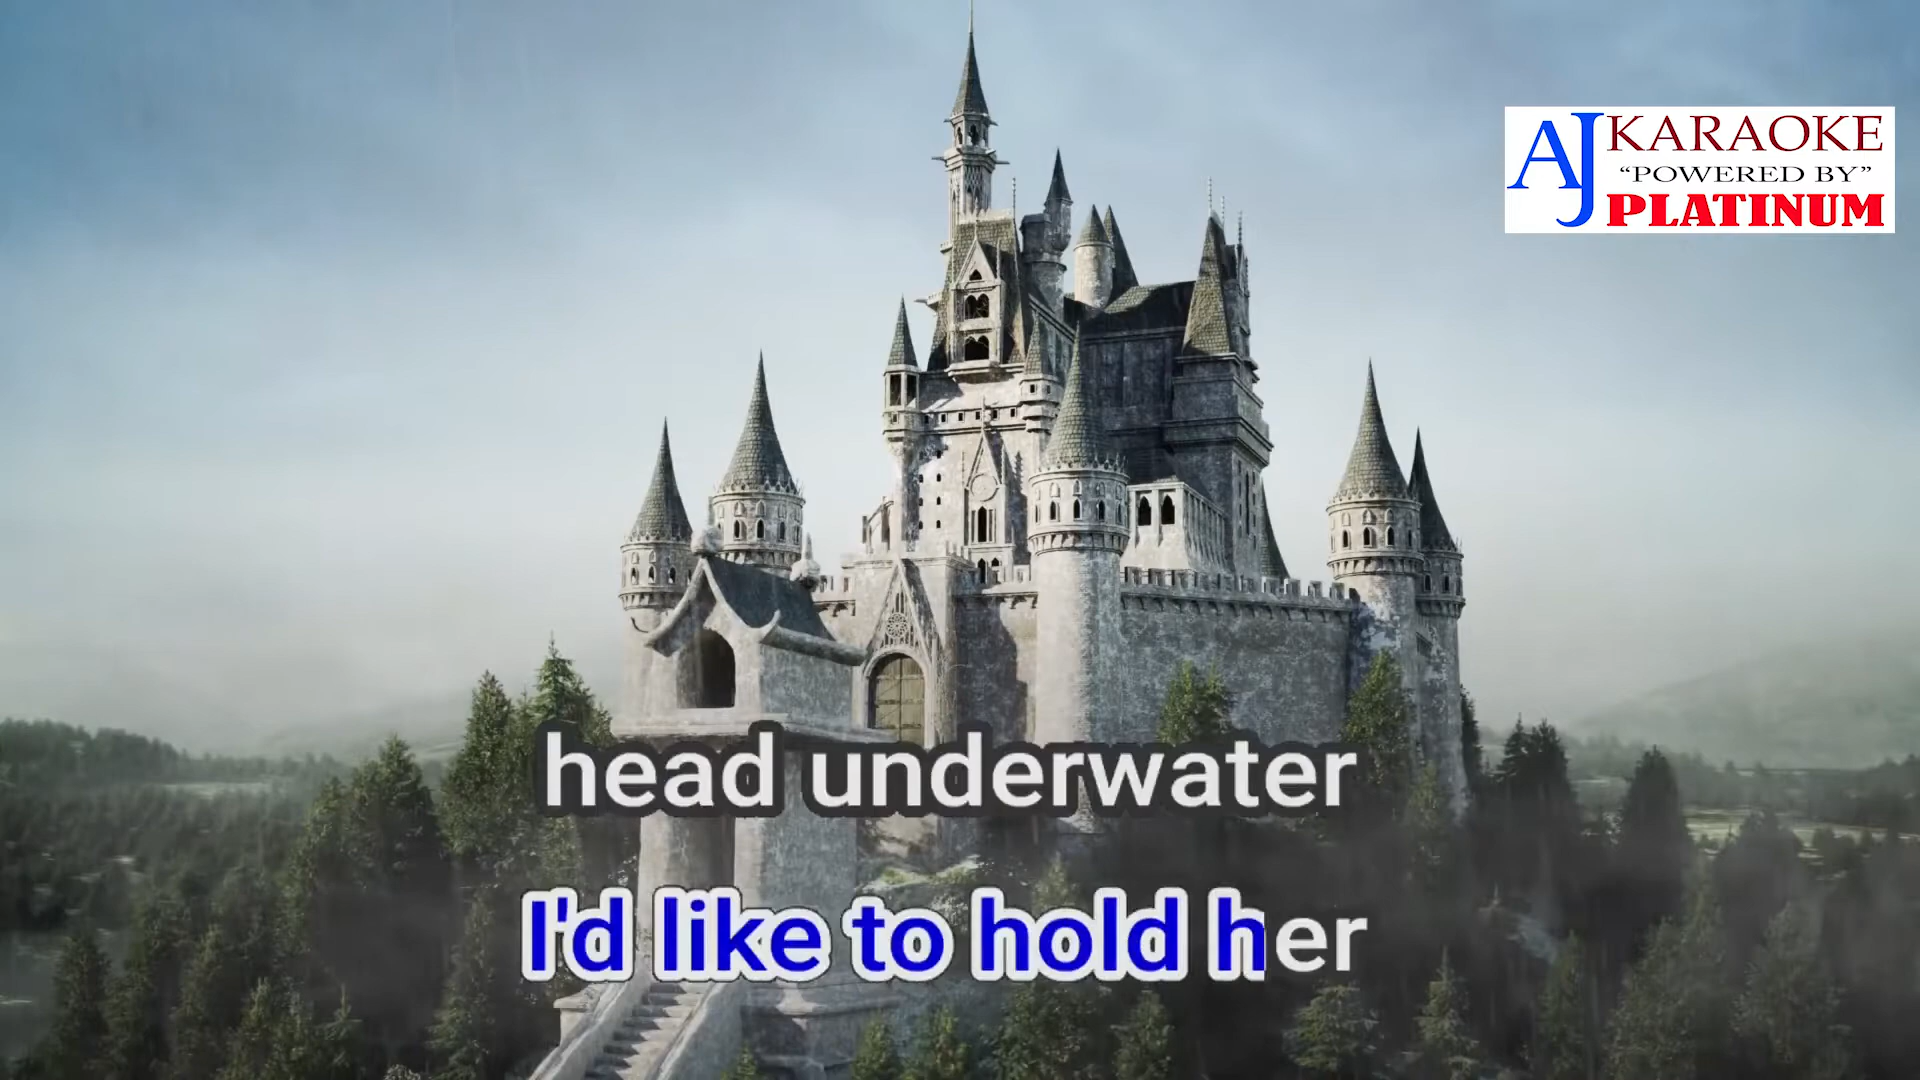 AJ KARAOKE
“POWERED BY”
PLATINUM
head underwater
I'd like to hold her